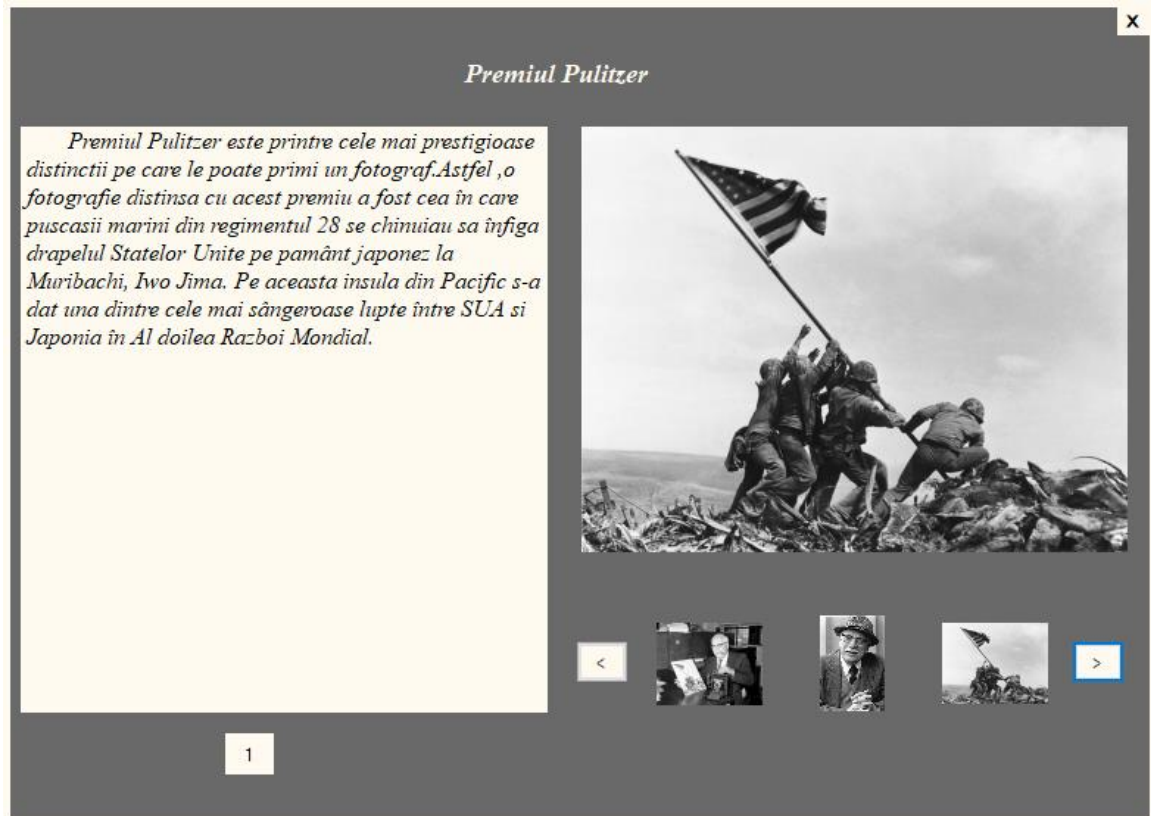 X
Premiul Pulitzer
Premiul Pulitzer este printre cele mai prestigioase
distinctii pe care le poate primi un fotograf.Astfel ,o
fotografie distinsa cu acest premiu a fost cea în care
puscasii marini din regimentul 28 se chinuiau sa înfiga
drapelul Statelor Unite pe pamânt japonez la
Muribachi, Iwo Jima. Pe aceasta insula din Pacific s-a
dat una dintre cele mai sângeroase lupte între SUA si
Japonia în Al doilea Razboi Mondial.
< >
1